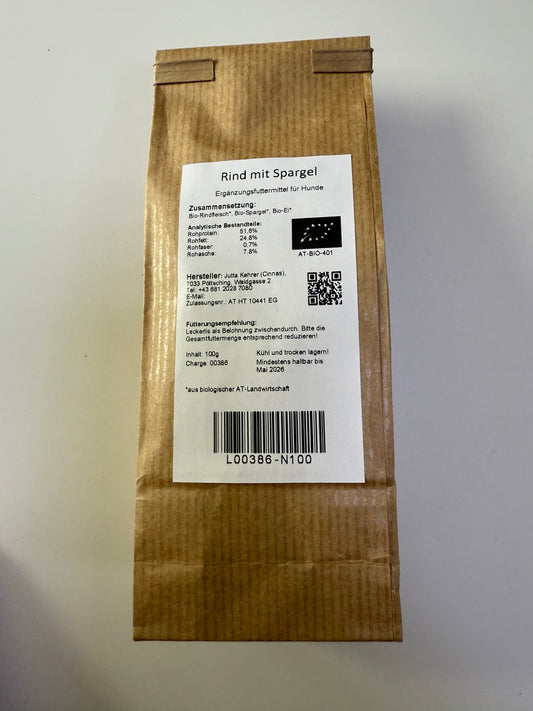 Rind mit Spargel
Ergänzungsfuttermittel für Hunde
Zusammensetzung:
Bio-Rindfleisch*, Bio-Spargel*, Bio-Ei*
Analytische Bestandteile:
Rohprotein: 51,6%
Rohfett: 24,8%
Rohfaser: 0,7%
Rohasche: 7,8%
AT-BIO-401
Hersteller: Jutta Kehrer (Cinnas),
7033 Pöttsching, Waldgasse 2
Tel: +43 681 2028 7080
E-Mail:
Zulassungsnr.: AT HT 10441 EG
Fütterungsempfehlung:
Leckerlis als Belohnung zwischendurch. Bitte die
Gesamtfuttermenge entsprechend reduzieren!
Inhalt: 100g Kühl und trocken lagern!
Charge: 00386 Mindestens haltbar bis
Mai 2026
*aus biologischer AT-Landwirtschaft
L00386-N100